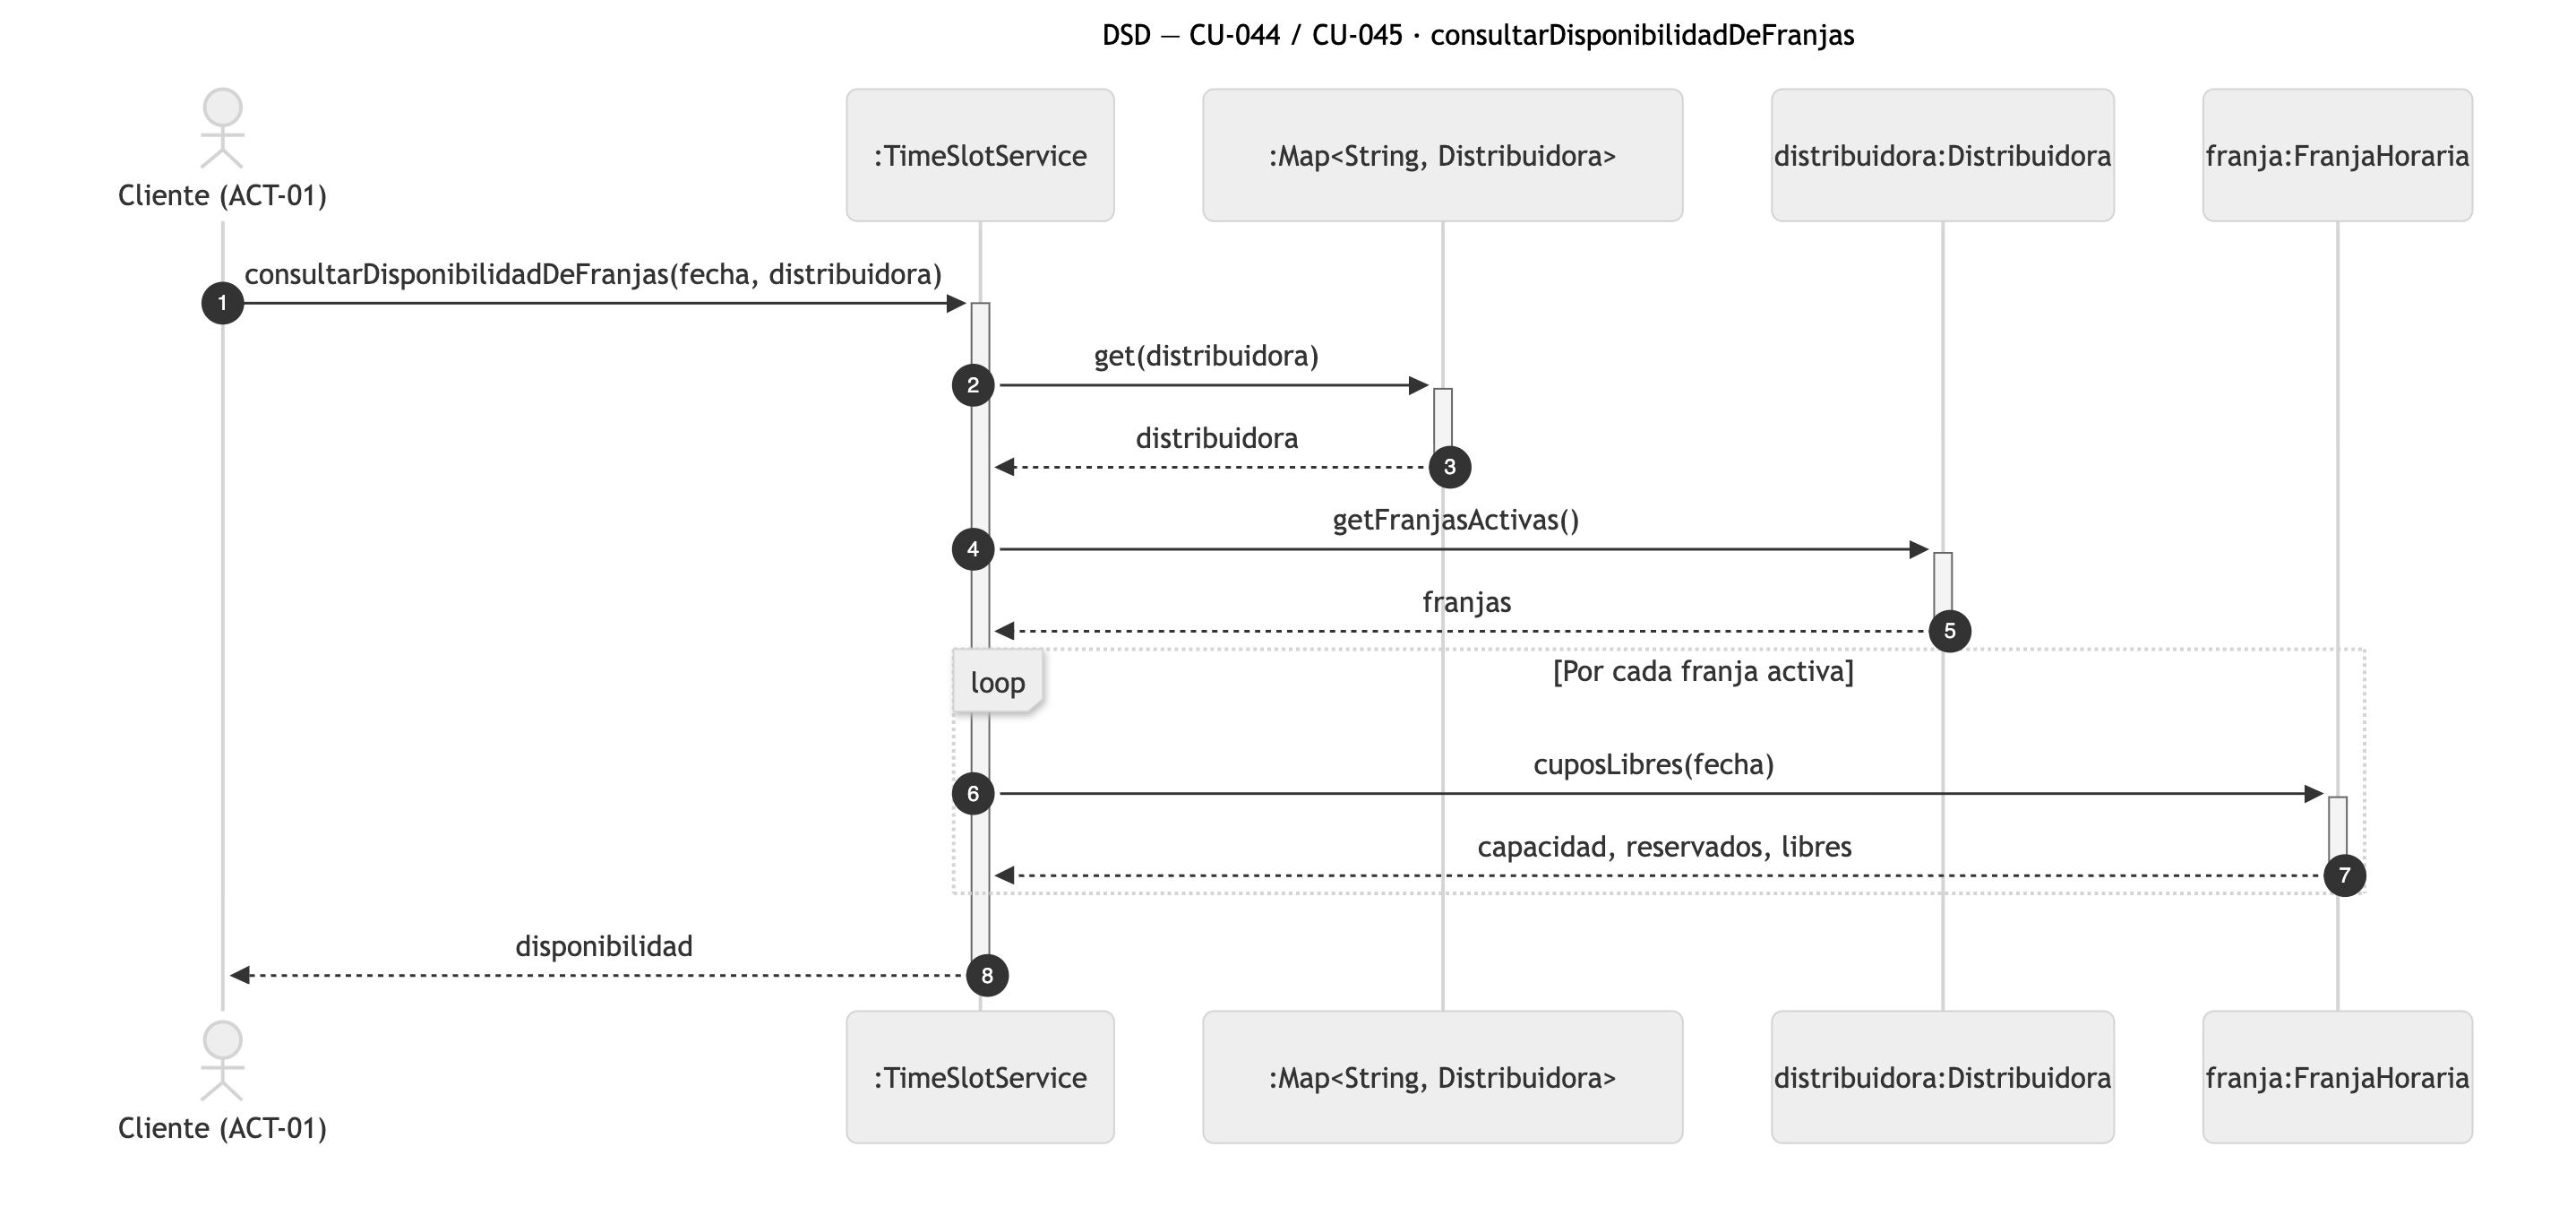 DSD — CU-044 / CU-045 · consultarDisponibilidadDeFranjas
Cliente (ACT-01)
:TimeSlotService
:Map<String, Distribuidora>
distribuidora:Distribuidora
franja:FranjaHoraria
consultarDisponibilidadDeFranjas(fecha, distribuidora)
1
get(distribuidora)
2
distribuidora
3
getFranjasActivas()
4
franjas
5
loop
[Por cada franja activa]
cuposLibres(fecha)
6
capacidad, reservados, libres
7
disponibilidad
8
Cliente (ACT-01)
:TimeSlotService
:Map<String, Distribuidora>
distribuidora:Distribuidora
franja:FranjaHoraria